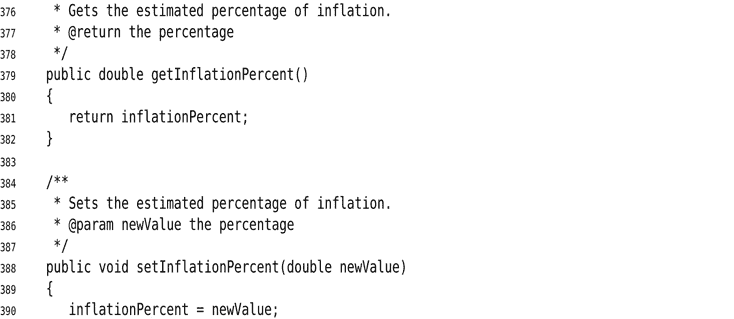 376     * Gets the estimated percentage of inflation.
377     * @return the percentage
378     */
379    public double getInflationPercent()
380    {
381       return inflationPercent;
382    }
383
384    /**
385     * Sets the estimated percentage of inflation.
386     * @param newValue the percentage
387     */
388    public void setInflationPercent(double newValue)
389    {
390       inflationPercent = newValue;